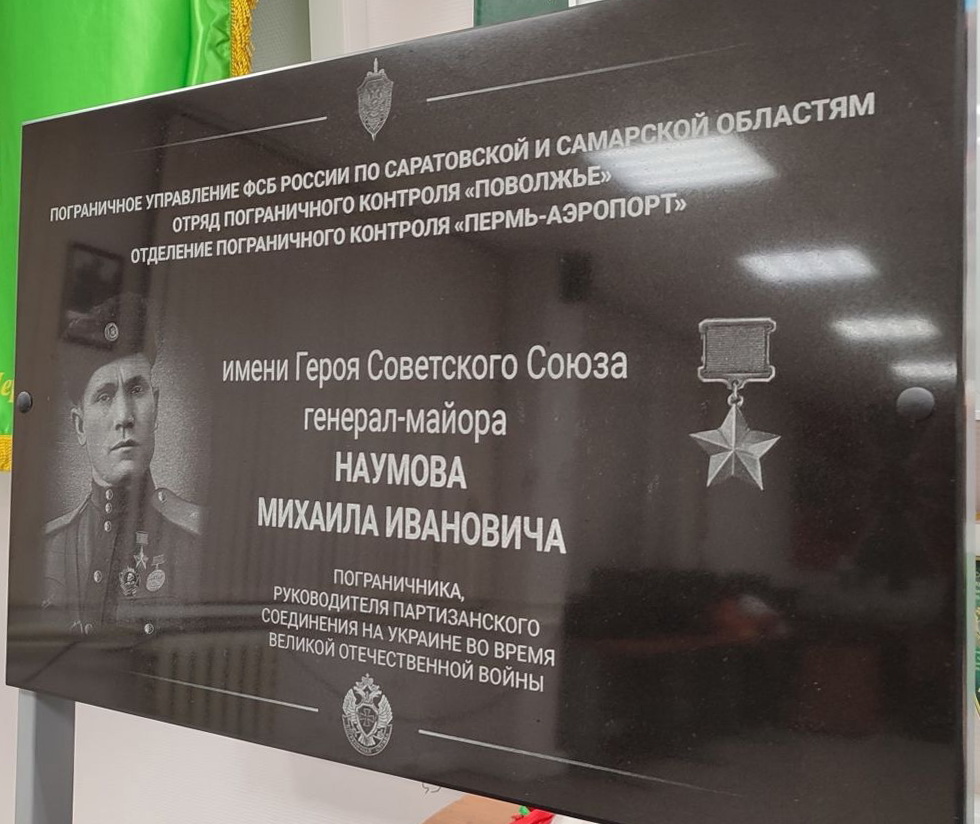 ПОГРАНИЧНОЕ УПРАВЛЕНИЕ ФСБ РОССИИ ПО САРАТОВСКОЙ И САМАРСКОЙ ОБЛАСТЯМ
ОТРЯД ПОГРАНИЧНОГО КОНТРОЛЯ «ПОВОЛЖЬЕ»
ОТДЕЛЕНИЕ ПОГРАНИЧНОГО КОНТРОЛЯ «ПЕРМЬ-АЭРОПОРТ»
имени Героя Советского Союза
генерал-майора
НАУМОВА
МИХАИЛА ИВАНОВИЧА
ПОГРАНИЧНИКА,
РУКОВОДИТЕЛЯ ПАРТИЗАНСКОГО
СОЕДИНЕНИЯ НА УКРАИНЕ ВО ВРЕМЯ
ВЕЛИКОЙ ОТЕЧЕСТВЕННОЙ ВОЙНЫ